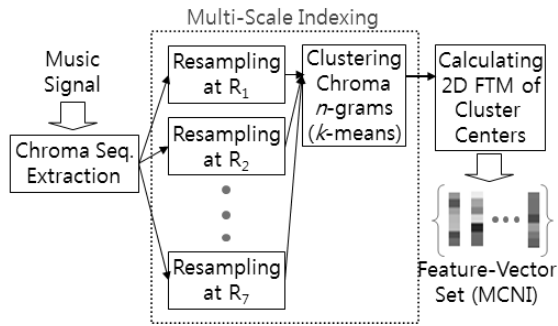 Multi-Scale Indexing
Music
Signal
Chroma Seq.
Extraction
Resampling
at R1
Resampling
at R2
Resampling
at R7
Clustering
Chroma
n-grams
(k-means)
Calculating
2D FTM of
Cluster
Centers
Feature-Vector
Set (MCNI)